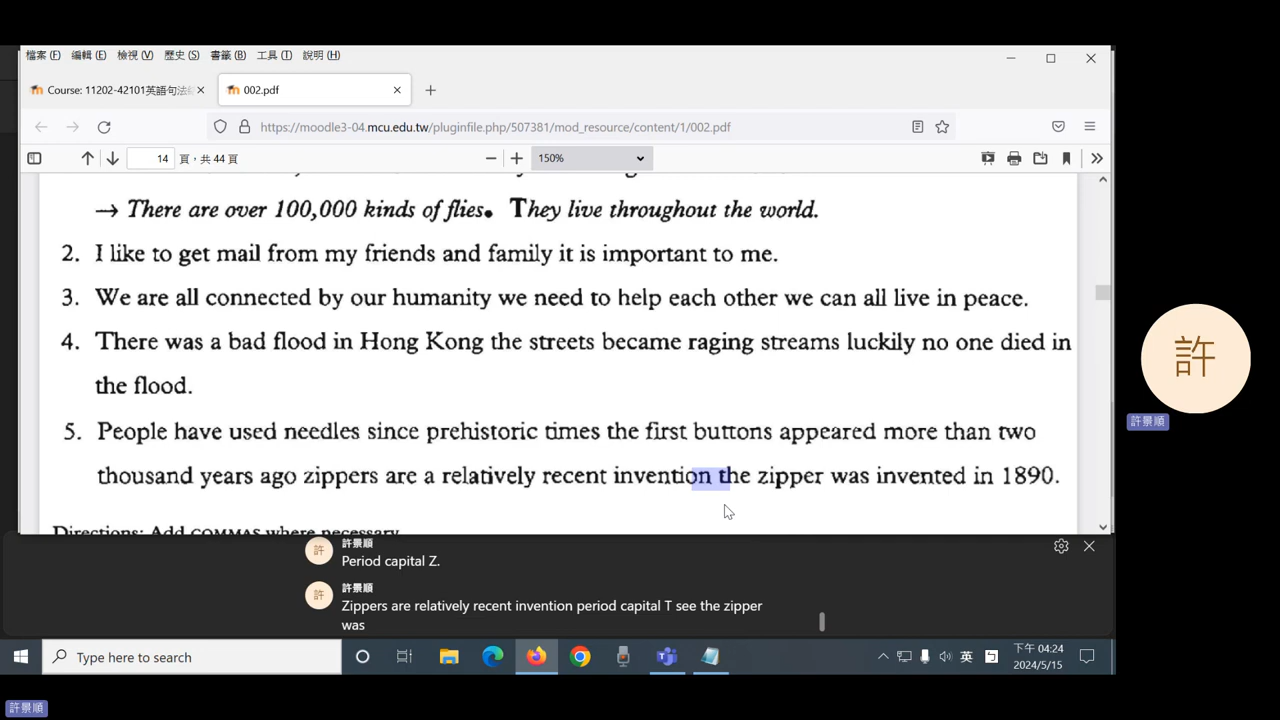 檔案(F) 編輯(E) 檢視(V) 歷史(S) 書籤(B) 工具(T) 說明(H)
Course: 11202-42101英語句法 002.pdf
https://moodle3-04.mcu.edu.tw/pluginfile.php/507381/mod_resource/content/1/002.pdf
14 頁，共 44 頁 150%
→ There are over 100,000 kinds of flies. They live throughout the world.
2. I like to get mail from my friends and family it is important to me.
3. We are all connected by our humanity we need to help each other we can all live in peace.
4. There was a bad flood in Hong Kong the streets became raging streams luckily no one died in
the flood.
5. People have used needles since prehistoric times the first buttons appeared more than two
thousand years ago zippers are a relatively recent invention the zipper was invented in 1890.
Directions: Add COMMAS where necessary
許
許景順
許
許景順
Period capital Z.
許
許景順
Zippers are relatively recent invention period capital T see the zipper
was
Type here to search
英
下午 04:24
2024/5/15
許景順